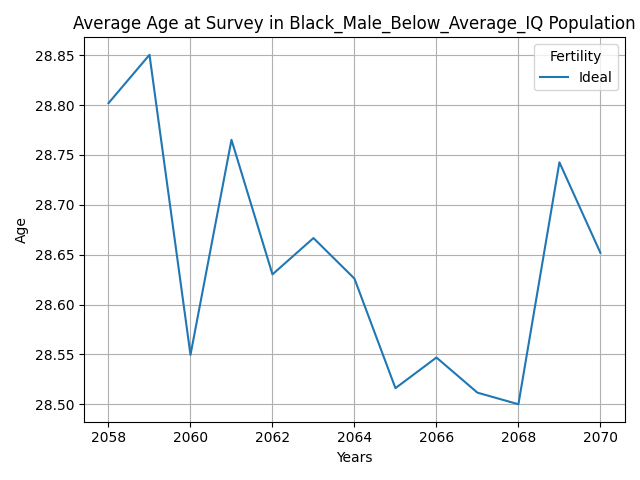 Average Age at Survey in Black_Male_Below_Average_IQ Population
Fertility
Ideal
28.85
28.80
28.75
28.70
28.65
28.60
28.55
28.50
Age
2058 2060 2062 2064 2066 2068 2070
Years